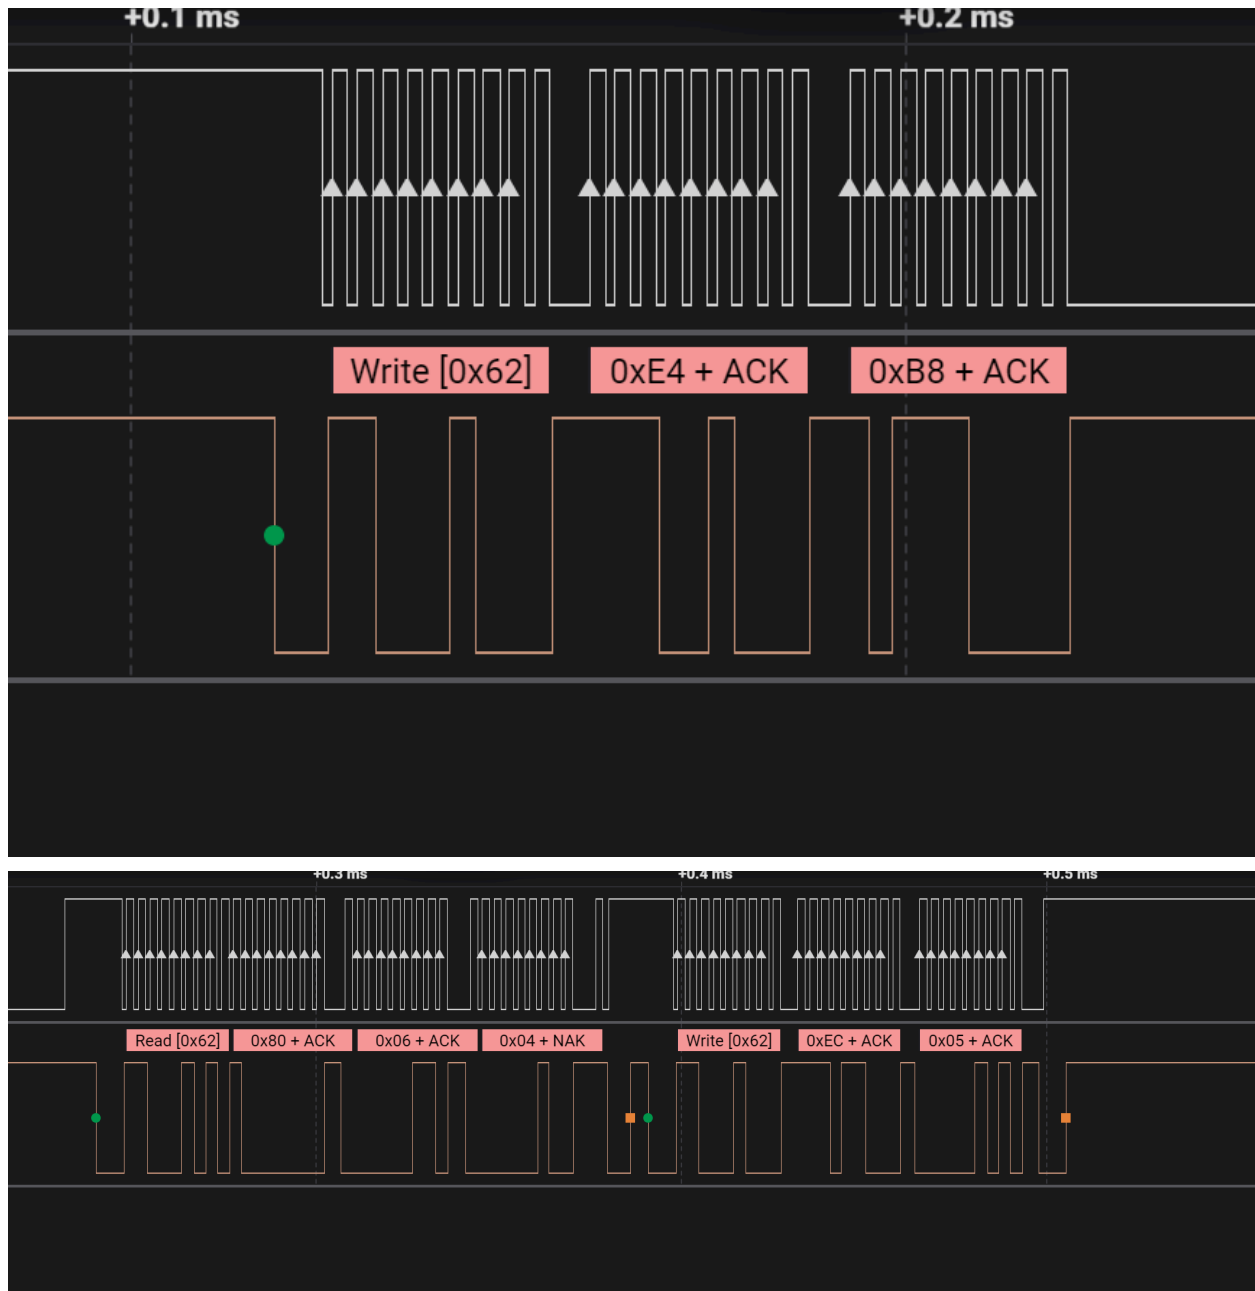 +0.1 ms +0.2 ms
Write [0x62] 0xE4 + ACK 0xB8 + ACK
+0.3 ms +0.4 ms +0.5 ms
Read [0x62] 0x80 + ACK 0x06 + ACK 0x04 + NAK Write [0x62] 0xEC + ACK 0x05 + ACK